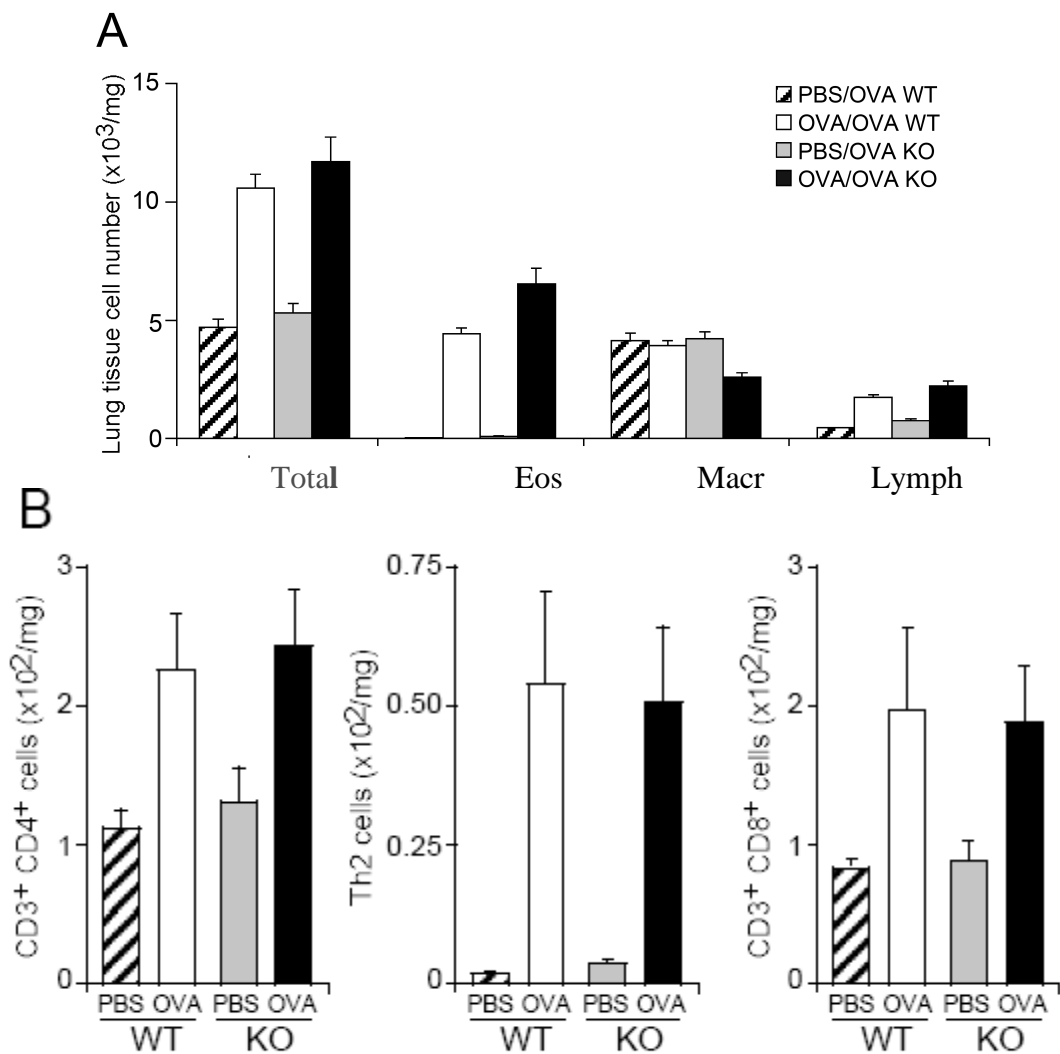 A
Lung tissue cell number (x10³/mg)
15
10
5
0
PBS/OVA WT
OVA/OVA WT
PBS/OVA KO
OVA/OVA KO
Total Eos Macr Lymph
B
CD3⁺ CD4⁺ cells (x10²/mg)
3
2
1
0
PBS OVA PBS OVA
WT KO
Th2 cells (x10²/mg)
0.75
0.50
0.25
0
PBS OVA PBS OVA
WT KO
CD3⁺ CD8⁺ cells (x10²/mg)
3
2
1
0
PBS OVA PBS OVA
WT KO